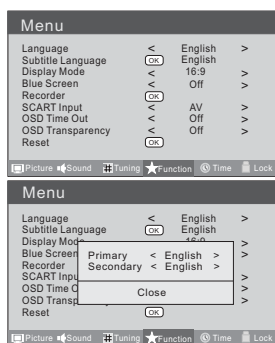 Menu
Language < English >
Subtitle Language OK English
Display Mode < 16:9 >
Blue Screen < Off >
Recorder OK
SCART Input < AV >
OSD Time Out < Off >
OSD Transparency < Off >
Reset OK
Picture Sound Tuning Function Time Lock
Menu
Language < English >
Subtitle Language OK English
Display Mode 16:9 >
Blue Screen >
Primary < English >
Recorder
Secondary < English >
SCART Inpu >
OSD Time O >
Close
OSD Transp >
Reset OK
Picture Sound Tuning Function Time Lock